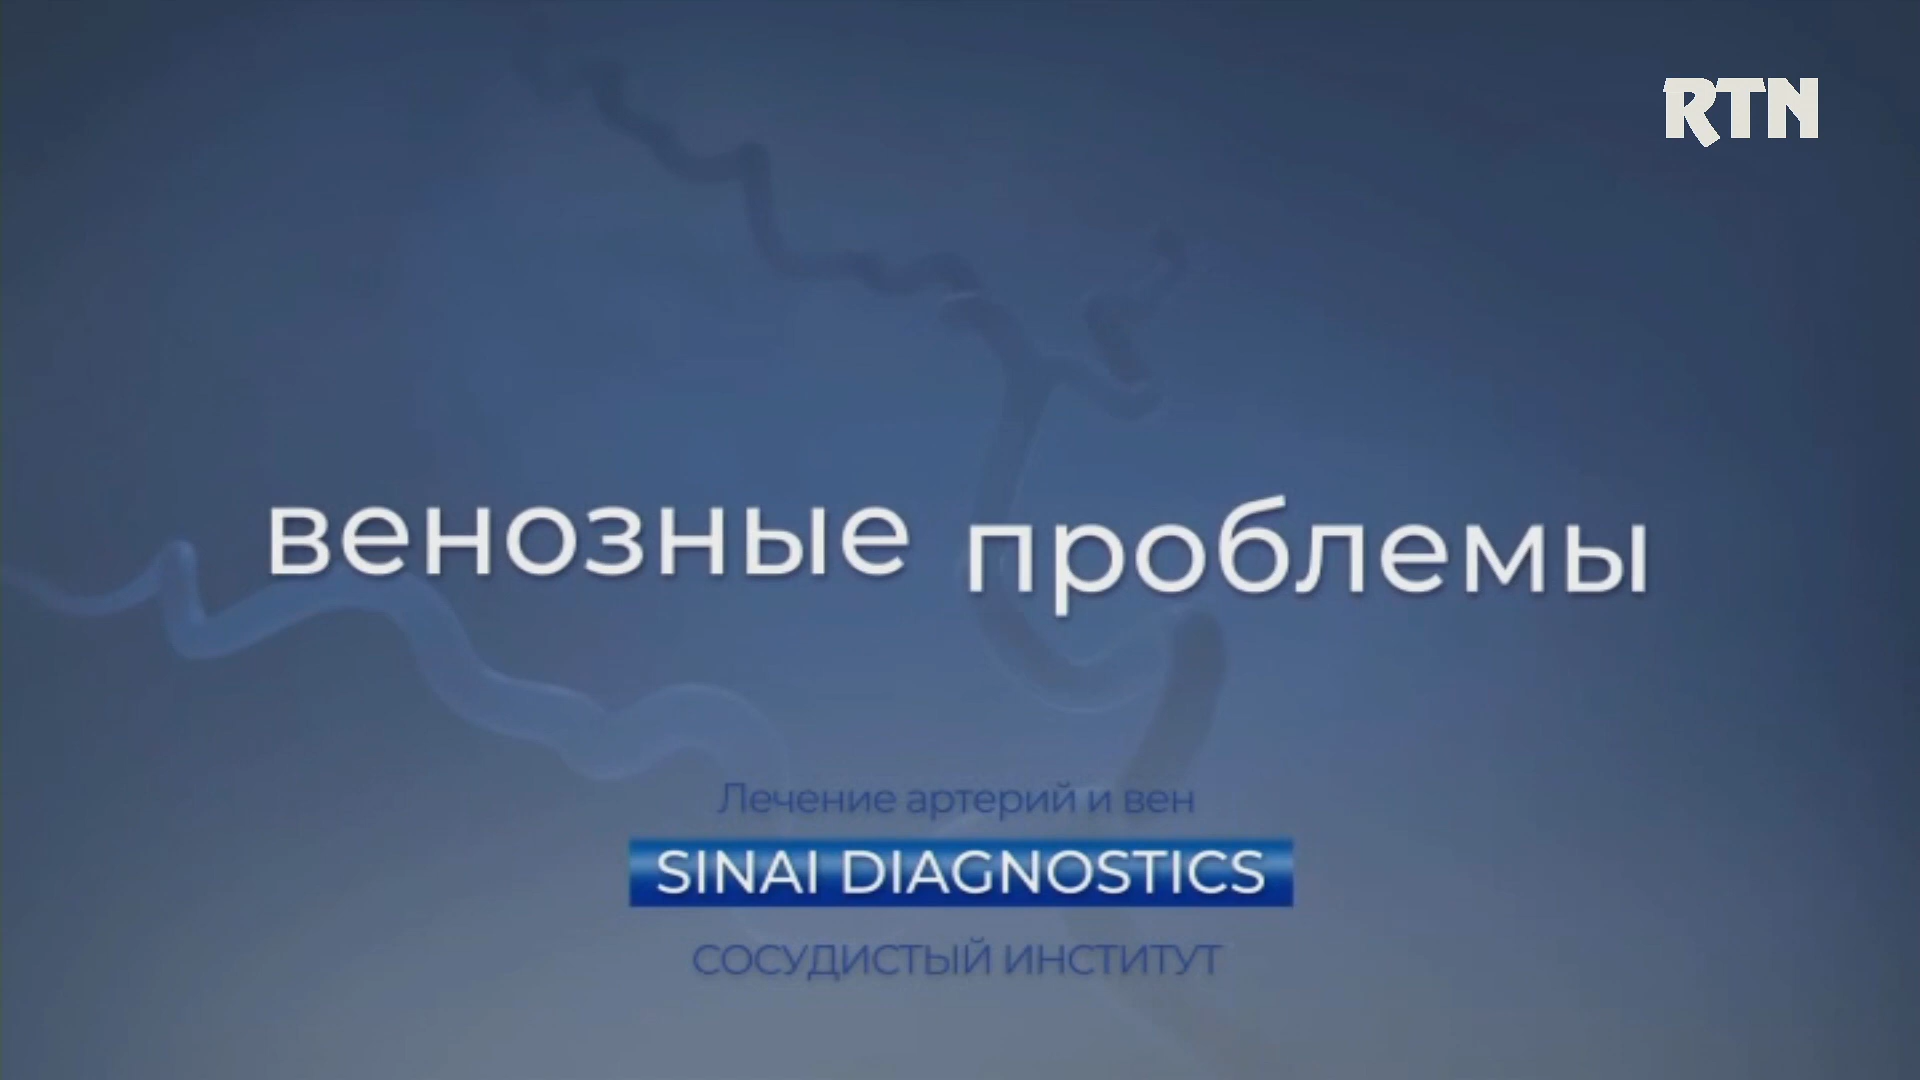 RTN
венозные проблемы
Лечение артерий и вен
SINAI DIAGNOSTICS
СОСУДИСТЫЙ ИНСТИТУТ